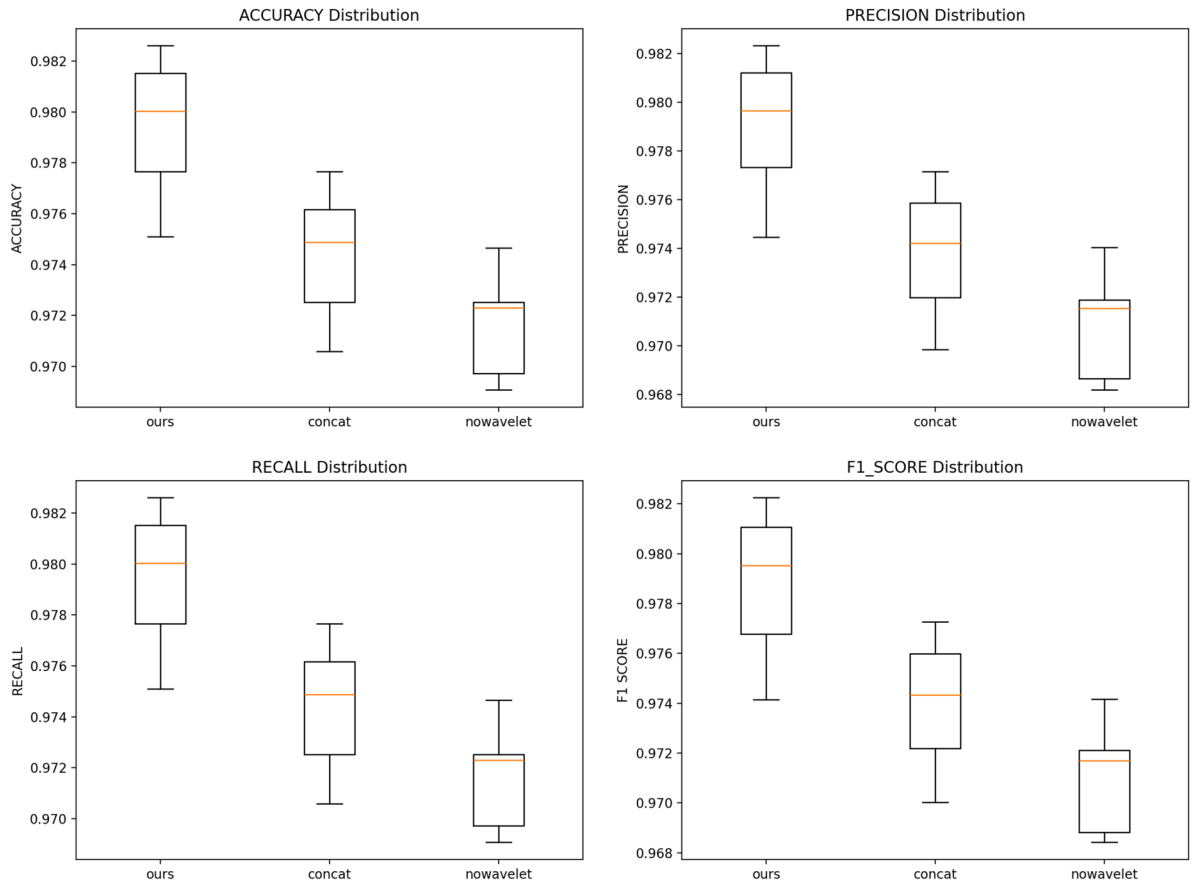 ACCURACY Distribution
0.982
0.980
0.978
0.976
0.974
0.972
0.970
ACCURACY
ours
concat
nowavelet
PRECISION Distribution
0.982
0.980
0.978
0.976
0.974
0.972
0.970
0.968
PRECISION
ours
concat
nowavelet
RECALL Distribution
0.982
0.980
0.978
0.976
0.974
0.972
0.970
RECALL
ours
concat
nowavelet
F1_SCORE Distribution
0.982
0.980
0.978
0.976
0.974
0.972
0.970
0.968
F1 SCORE
ours
concat
nowavelet